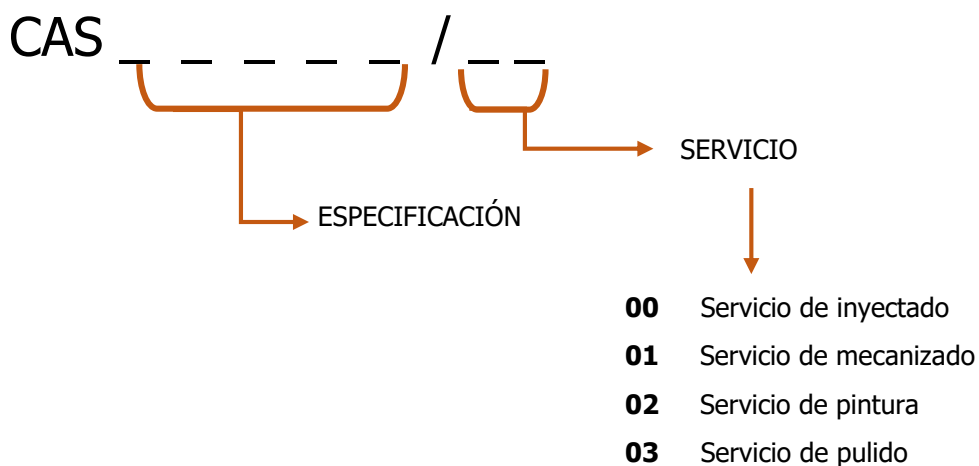 CAS _ _ _ _ _ / _ _
SERVICIO
ESPECIFICACIÓN
00 Servicio de inyectado
01 Servicio de mecanizado
02 Servicio de pintura
03 Servicio de pulido